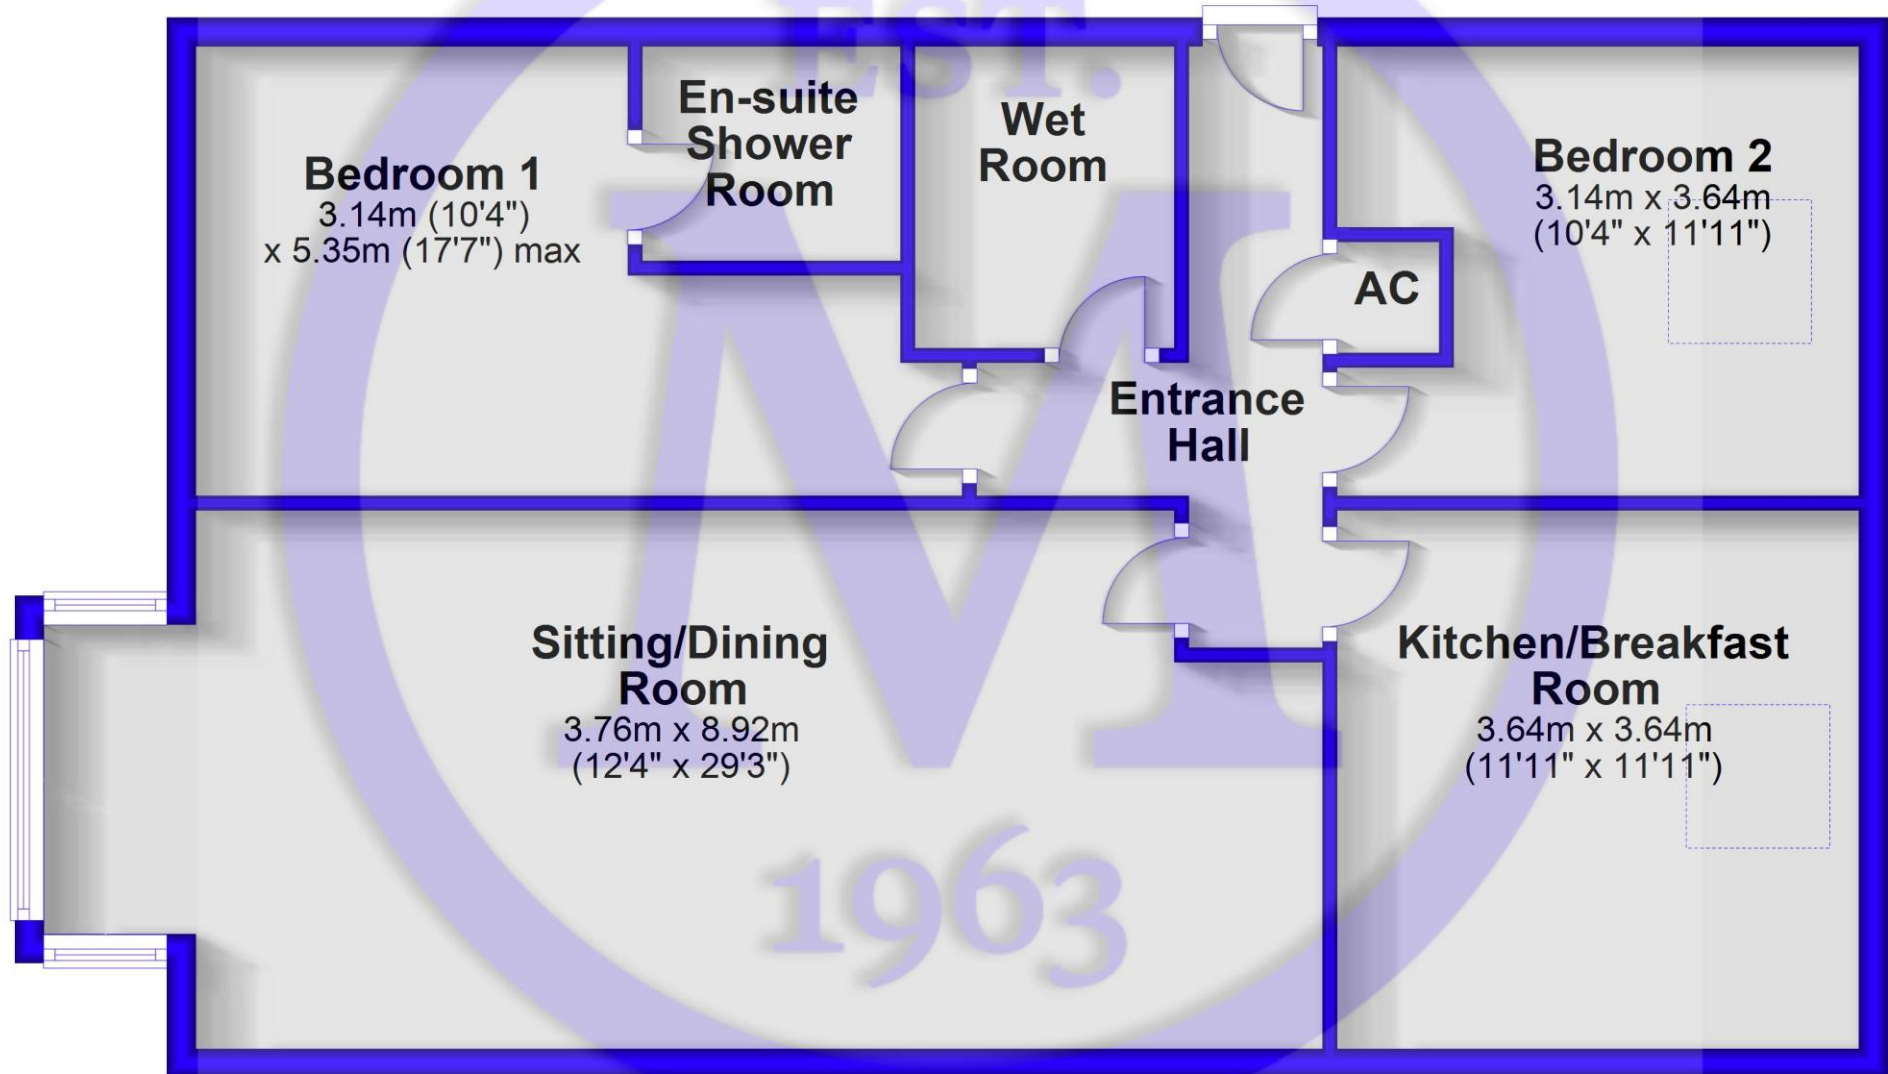 EST.
En-suite
Shower
Room
Wet
Room
Bedroom 1
3.14m (10'4")
x 5.35m (17'7") max
Bedroom 2
3.14m x 3.64m
(10'4" x 11'11")
AC
Entrance
Hall
M
Sitting/Dining
Room
3.76m x 8.92m
(12'4" x 29'3")
Kitchen/Breakfast
Room
3.64m x 3.64m
(11'11" x 11'11")
1963